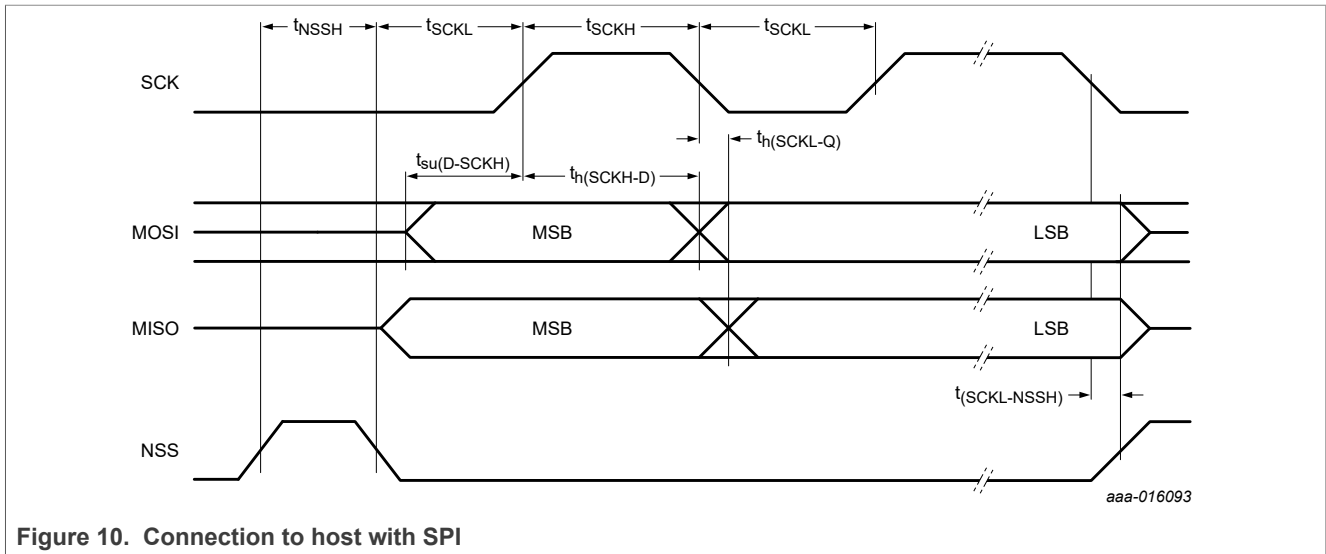 tNSSH tSCKL tSCKH tSCKL
SCK
th(SCKL-Q)
tsu(D-SCKH)
th(SCKH-D)
MOSI MSB LSB
MISO MSB LSB
t(SCKL-NSSH)
NSS
aaa-016093
Figure 10. Connection to host with SPI